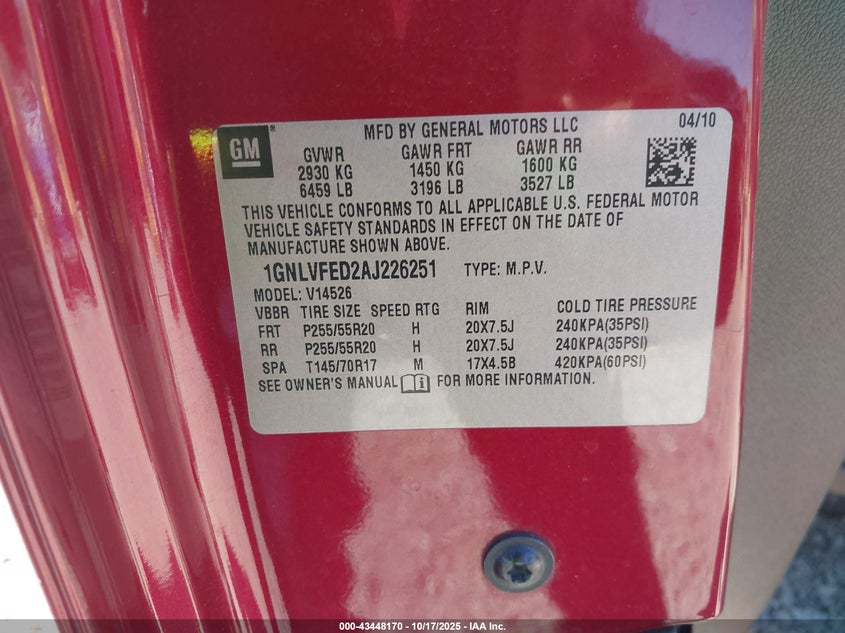 GM ®
MFD BY GENERAL MOTORS LLC 04/10
GVWR GAWR FRT GAWR RR
2930 KG 1450 KG 1600 KG
6459 LB 3196 LB 3527 LB
THIS VEHICLE CONFORMS TO ALL APPLICABLE U.S. FEDERAL MOTOR
VEHICLE SAFETY STANDARDS IN EFFECT ON THE DATE OF
MANUFACTURE SHOWN ABOVE.
1GNLVFED2AJ226251 TYPE: M.P.V.
MODEL: V14526
VBBR TIRE SIZE SPEED RTG RIM COLD TIRE PRESSURE
FRT P255/55R20 H 20X7.5J 240KPA(35PSI)
RR P255/55R20 H 20X7.5J 240KPA(35PSI)
SPA T145/70R17 M 17X4.5B 420KPA(60PSI)
SEE OWNER'S MANUAL i FOR MORE INFORMATION.
000-43448170 | 10/17/2025 - IAA Inc.